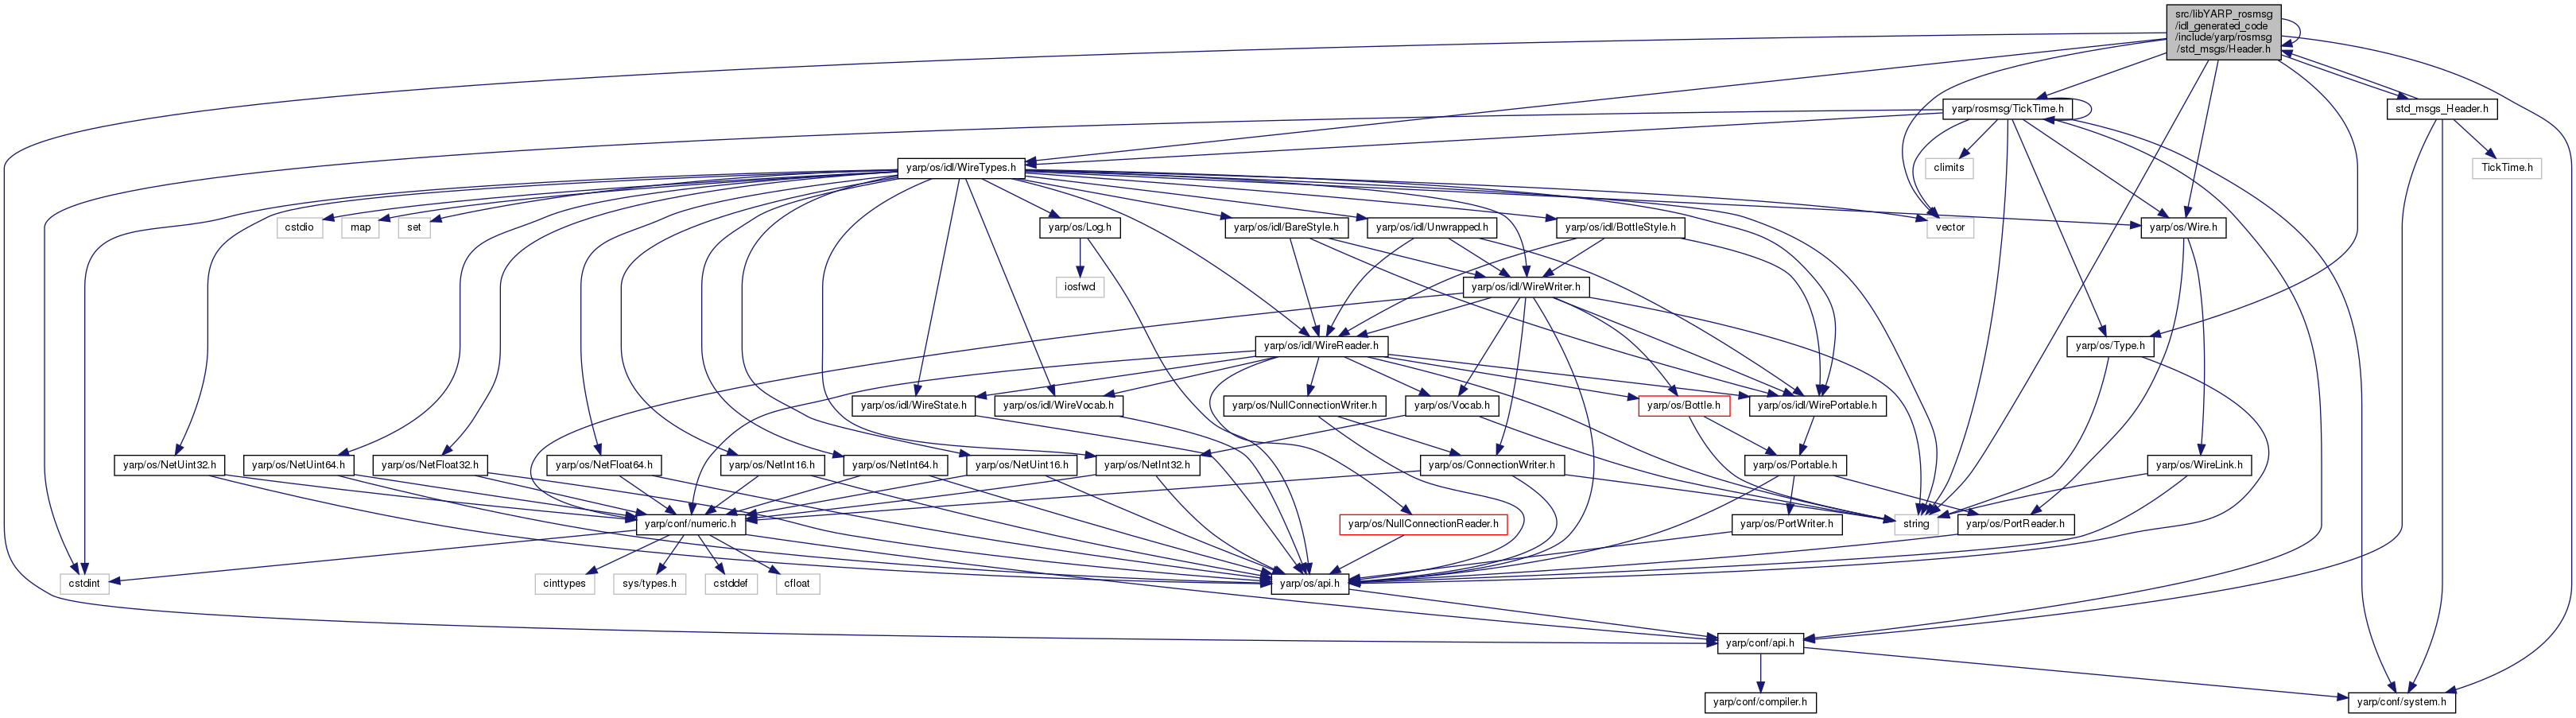 src/libYARP_rosmsg
/idl_generated_code
/include/yarp/rosmsg
/std_msgs/Header.h
yarp/rosmsg/TickTime.h
std_msgs_Header.h
yarp/os/idl/WireTypes.h
climits
TickTime.h
cstdio
map
set
yarp/os/Log.h
yarp/os/idl/BareStyle.h
yarp/os/idl/Unwrapped.h
yarp/os/idl/BottleStyle.h
vector
yarp/os/Wire.h
iosfwd
yarp/os/idl/WireWriter.h
yarp/os/idl/WireReader.h
yarp/os/Type.h
yarp/os/idl/WireState.h
yarp/os/idl/WireVocab.h
yarp/os/NullConnectionWriter.h
yarp/os/Vocab.h
yarp/os/Bottle.h
yarp/os/idl/WirePortable.h
yarp/os/NetUint32.h
yarp/os/NetUint64.h
yarp/os/NetFloat32.h
yarp/os/NetFloat64.h
yarp/os/NetInt16.h
yarp/os/NetInt64.h
yarp/os/NetUint16.h
yarp/os/NetInt32.h
yarp/os/ConnectionWriter.h
yarp/os/Portable.h
yarp/os/WireLink.h
yarp/conf/numeric.h
yarp/os/NullConnectionReader.h
yarp/os/PortWriter.h
string
yarp/os/PortReader.h
cstdint
cinttypes
sys/types.h
cstddef
cfloat
yarp/os/api.h
yarp/conf/api.h
yarp/conf/compiler.h
yarp/conf/system.h